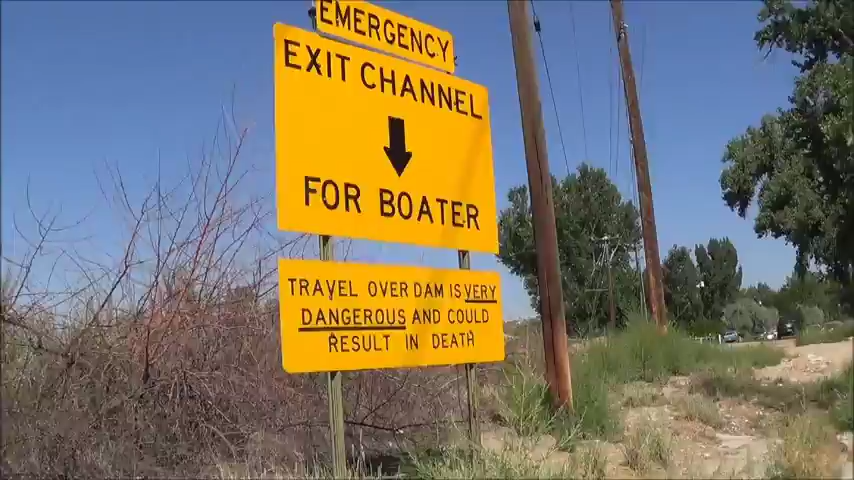 EMERGENCY
EXIT CHANNEL
FOR BOATER
TRAVEL OVER DAM IS VERY
DANGEROUS AND COULD
RESULT IN DEATH